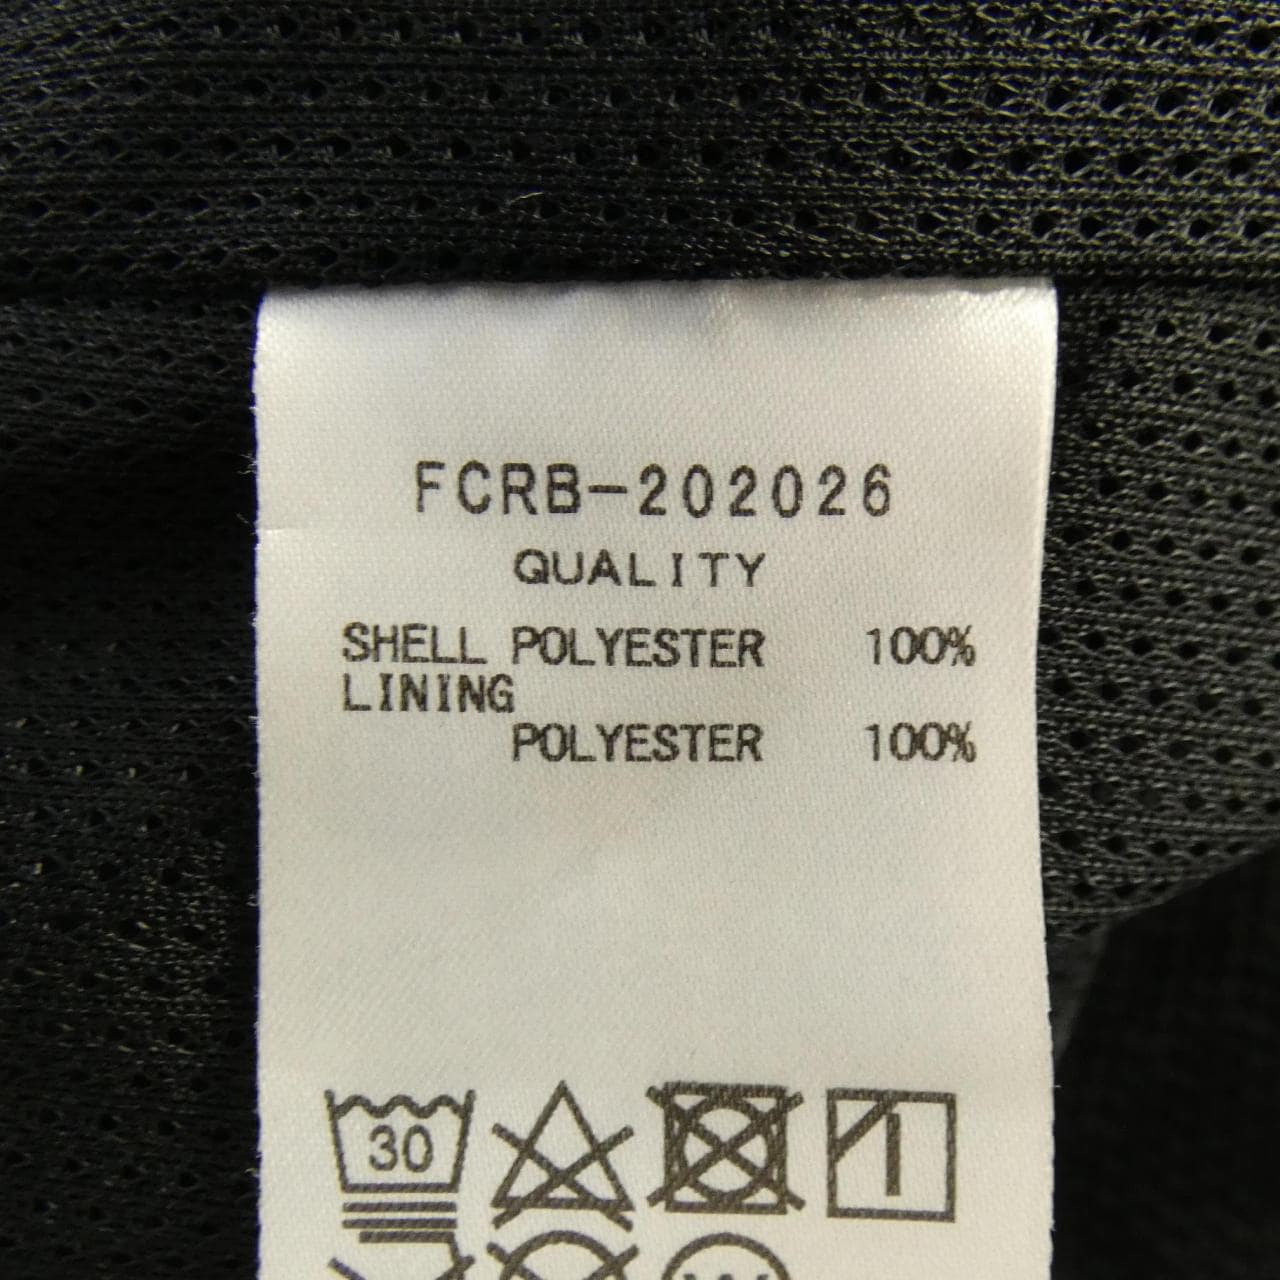 FCRB-202026
QUALITY
SHELL POLYESTER 100%
LINING
POLYESTER 100%
30